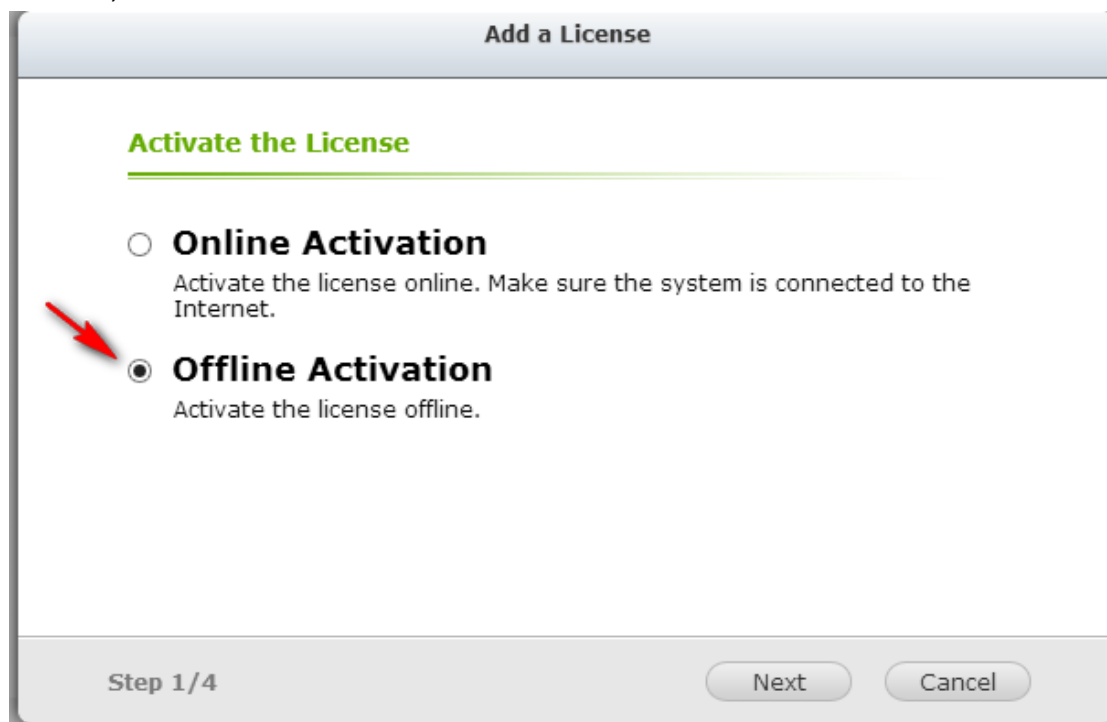 Add a License
Activate the License
Online Activation
Activate the license online. Make sure the system is connected to the
Internet.
Offline Activation
Activate the license offline.
Step 1/4
Next
Cancel